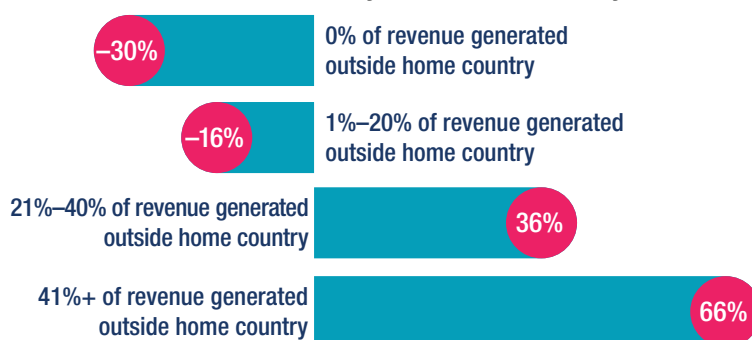 –30%
0% of revenue generated
outside home country
–16%
1%–20% of revenue generated
outside home country
21%–40% of revenue generated
outside home country
36%
41%+ of revenue generated
outside home country
66%